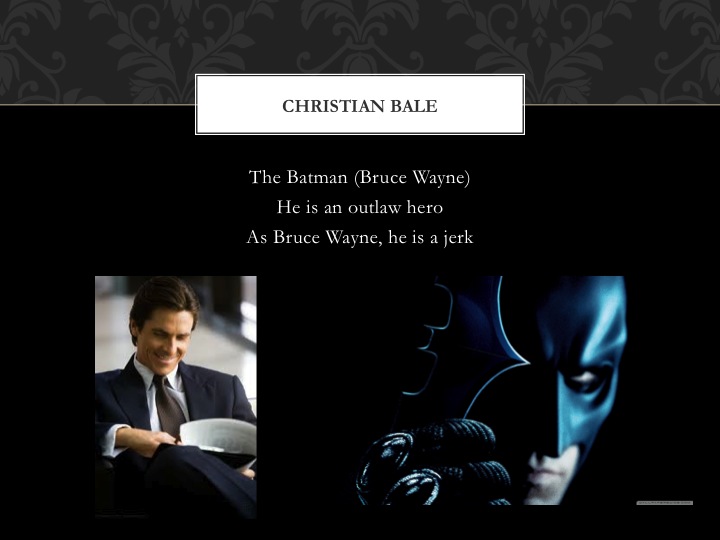 CHRISTIAN BALE
The Batman (Bruce Wayne)
He is an outlaw hero
As Bruce Wayne, he is a jerk